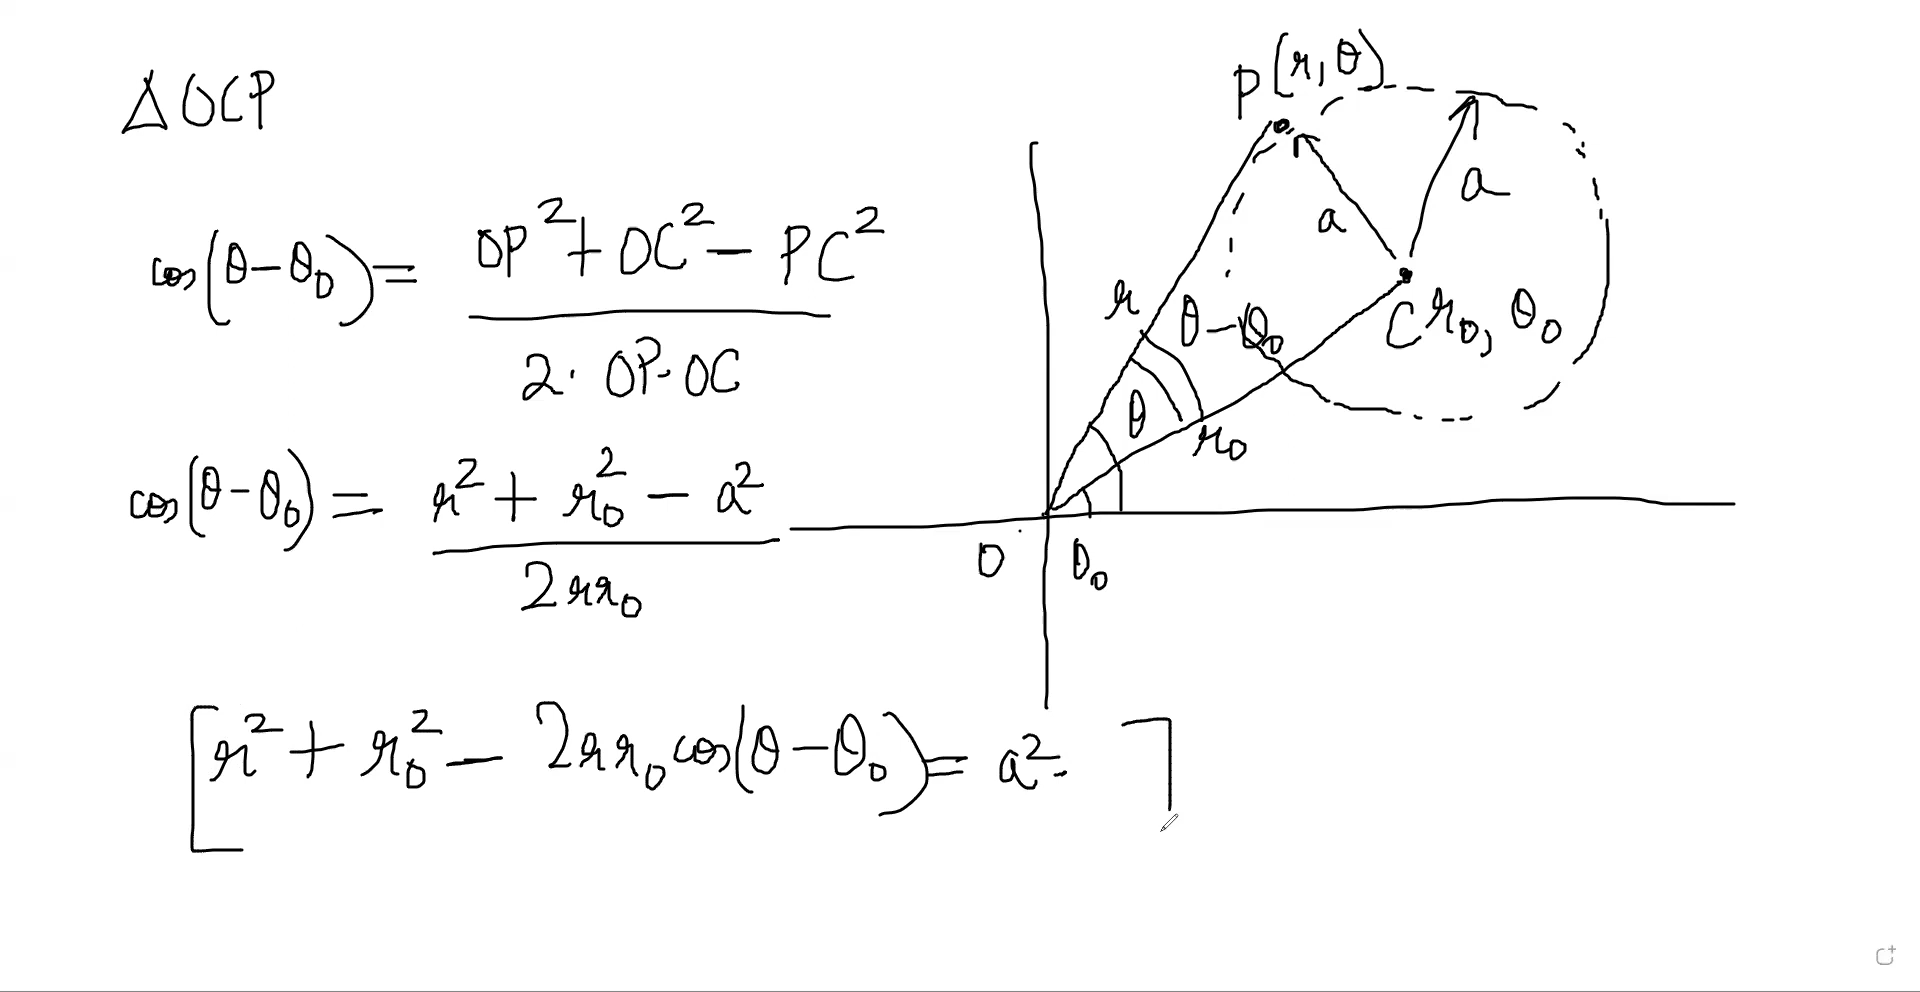 △OCP
cos(θ-θ₀) = OP² + OC² - PC²
2· OP·OC
cos(θ-θ₀) = r² + r₀² - a²
2rr₀
[r² + r₀² - 2rr₀cos(θ-θ₀) = a²]
P(r, θ)
a
a
r
θ-θ₀
C r₀, θ₀
θ
r₀
O
θ₀